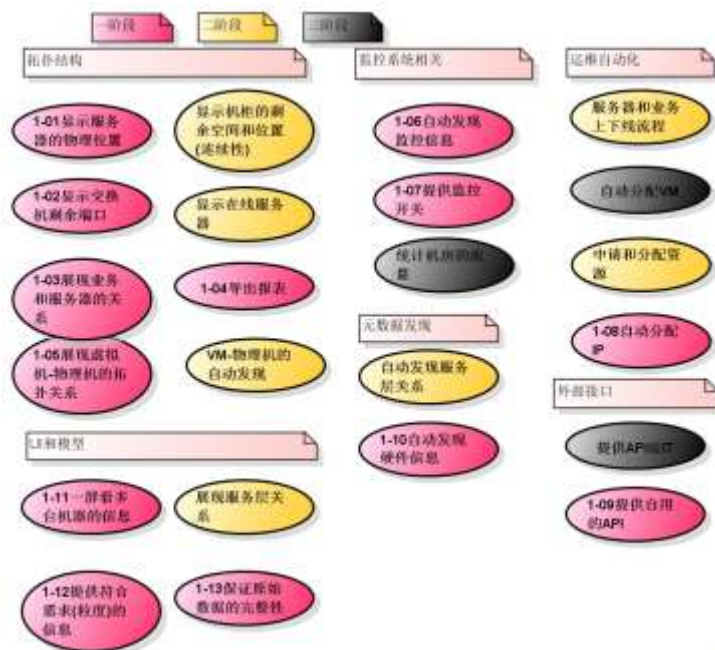 一阶段
二阶段
三阶段
拓扑结构
1-01显示服务
器的物理位置
显示机柜的剩
余空间和位置
(连续性)
1-02显示交换
机剩余端口
显示在线服务
器
1-03展现业务
和服务器的关
系
1-04导出报表
1-05展现虚拟
机-物理机的拓
扑关系
VM-物理机的
自动发现
UI和模型
1-11一屏看多
台机器的信息
展现服务层关
系
1-12提供符合
需求(粒度)的
信息
1-13保证原始
数据的完整性
监控系统相关
1-06自动发现
监控信息
1-07提供监控
开关
统计机房的流
量
元数据发现
自动发现服务
层关系
1-10自动发现
硬件信息
运维自动化
服务器和业务
上下线流程
自动分配VM
申请和分配资
源
1-08自动分配
IP
外部接口
提供API
1-09提供自用
的API